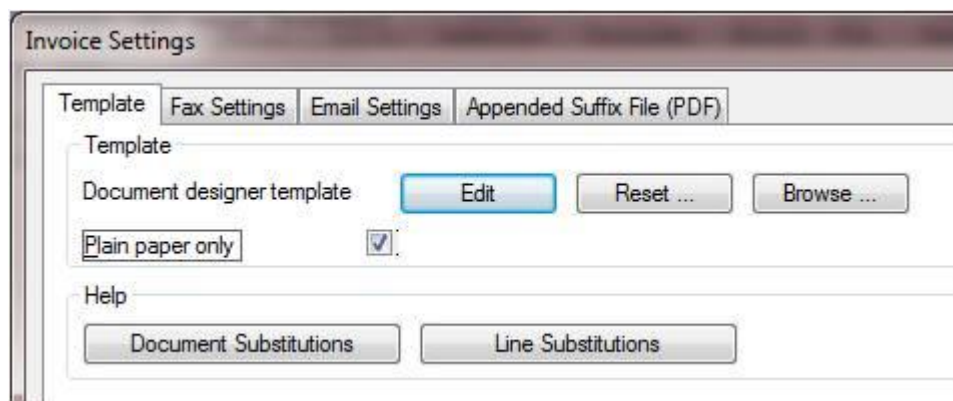 Invoice Settings
Template Fax Settings Email Settings Appended Suffix File (PDF)
Template
Document designer template Edit Reset ... Browse ...
Plain paper only
Help
Document Substitutions Line Substitutions